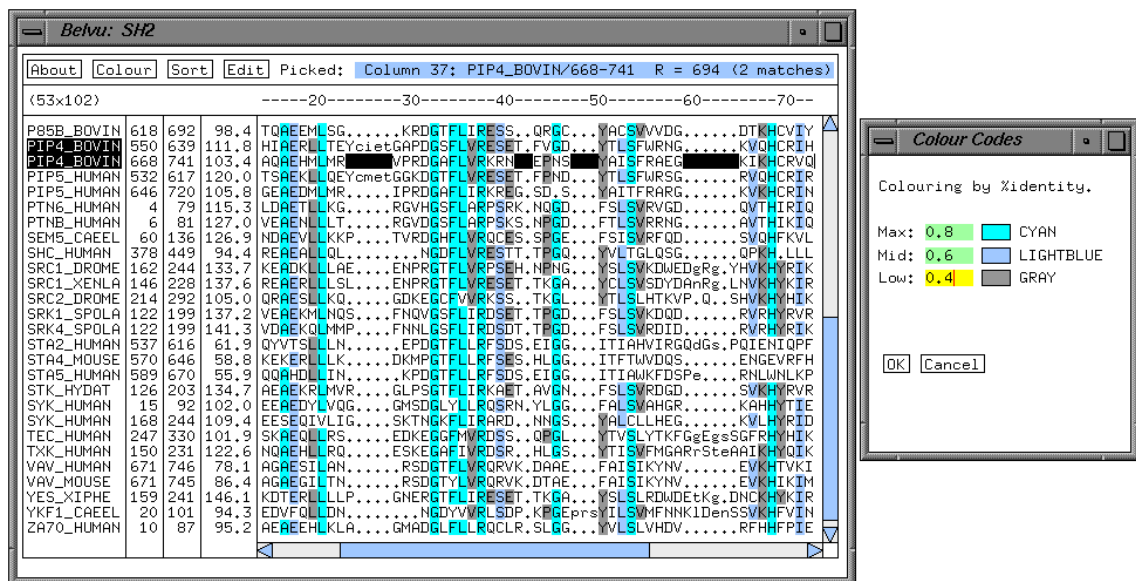 Belvu: SH2
About Colour Sort Edit Picked: Column 37: PIP4_BOVIN/668-741 R = 694 (2 matches)
(53x102) -----20--------30--------40--------50--------60--------70--
P85B_BOVIN 618 692 98.4 TQAEEMLSG......KRDGTFLIRESS..QRGC...YACSVVVDG......DTKHCVIY
PIP4_BOVIN 550 639 111.8 HIAERLLTEYcietGAPDGSFLVRESET.FVGD...YTLSFWRNG......KVQHCRIH
PIP4_BOVIN 668 741 103.4 AQAEHMLMR VPRDGAFLVRKRN EPNS YAISFRAEG KIKHCRVQ
PIP5_HUMAN 532 617 120.0 TSAEKLLQEYcmetGGKDGTFLVRESET.FPND...YTLSFWRSG......RVQHCRIR
PIP5_HUMAN 646 720 105.8 GEAEDMLMR.....IPRDGAFLIRKREG.SD.S...YAITFRARG......KVKHCRIN
PTN6_HUMAN 4 79 115.3 LDAETLLKG.....RGVHGSFLARPSRK.NQGD...FSLSVRVGD......QVTHIRIQ
PTNB_HUMAN 6 81 127.0 VEAENLLLT.....RGVDGSFLARPSKS.NPGD...FTLSVRRNG......AVTHIKIQ
SEM5_CAEEL 60 136 126.9 NDAEVLLKKP....TVRDGHFLVRQCES.SPGE...FSISVRFQD......SVQHFKVL
SHC_HUMAN 378 449 94.4 REAEALLQL........NGDFLVRESTT.TPGQ...YVLTGLQSG......QPKH.LLL
SRC1_DROME 162 244 133.7 KEADKLLLAE....ENPRGTFLVRPSEH.NPNG...YSLSVKDWEDgRg.YHVKHYRIK
SRC1_XENLA 146 228 137.6 REAERLLLSL....ENPRGTFLVRESET.TKGA...YCLSVSDYDAnRg.LNVKHYKIR
SRC2_DROME 214 292 105.0 QRAESLLKQ.....GDKEGCFVVRKSS..TKGL...YTLSLHTKVP.Q..SHVKHYHIK
SRK1_SPOLA 122 199 137.2 VEAEKMLNQS....FNQVGSFLIRDSET.TPGD...FSLSVKDQD......RVRHYRVR
SRK4_SPOLA 122 199 141.3 VDAEKQLMMP....FNNLGSFLIRDSDT.TPGD...FSLSVRDID......RVRHYRIK
STA2_HUMAN 537 616 61.9 QYVTSLLLN......EPDGTFLLRFSDS.EIGG...ITIAHVIRGQdGs.PQIENIQPF
STA4_MOUSE 570 646 58.8 KEKERLLLK.....DKMPGTFLLRFSES.HLGG...ITFTWVDQS......ENGEVRFH
STA5_HUMAN 589 670 55.9 QQAHDLLIN.....KPDGTFLLRFSDS.EIGG...ITIAWKFDSPe....RNLWNLKP
STK_HYDAT 126 203 134.7 AEAEKRLMVR....GLPSGTFLIRKAET.AVGN...FSLSVRDGD......SVKHYRVR
SYK_HUMAN 15 92 102.0 EEAEDYLVQG....GMSDGLYLLRQSRN.YLGG...FALSVAHGR......KAHHYTIE
SYK_HUMAN 168 244 109.4 EESEQIVLIG....SKTNGKFLIRARD..NNGS...YALCLLHEG......KVLHYRID
TEC_HUMAN 247 330 101.9 SKAEQLLRS.....EDKEGGFMVRDSS..QPGL...YTVSLYTKFGgEgsSGFRHYHIK
TXK_HUMAN 150 231 122.6 NQAEHLLRQ.....ESKEGAFIVRDSR..HLGS...YTISVFMGARrSteAAIKHYQIK
VAV_HUMAN 671 746 78.1 AGAESILAN......RSDGTFLVRQRVK.DAAE...FAISIKYNV......EVKHTVKI
VAV_MOUSE 671 745 86.4 AGAEGILTN......RSDGTYLVRQRVK.DTAE...FAISIKYNV......EVKHIKIM
YES_XIPHE 159 241 146.1 KDTERLLLLP....GNERGTFLIRESET.TKGA...YSLSLRDWDEtKg.DNCKHYKIR
YKF1_CAEEL 20 101 94.3 EDVFQLLDN........NGDYVVRLSDP.KPGEprsYILSVMFNNKlDenSSVKHFVIN
ZA70_HUMAN 10 87 95.2 AEAEEHLKLA....GMADGLFLLRQCLR.SLGG...YVLSLVHDV......RFHHFPIE
Colour Codes
Colouring by %identity.
Max: 0.8 CYAN
Mid: 0.6 LIGHTBLUE
Low: 0.4 GRAY
OK Cancel